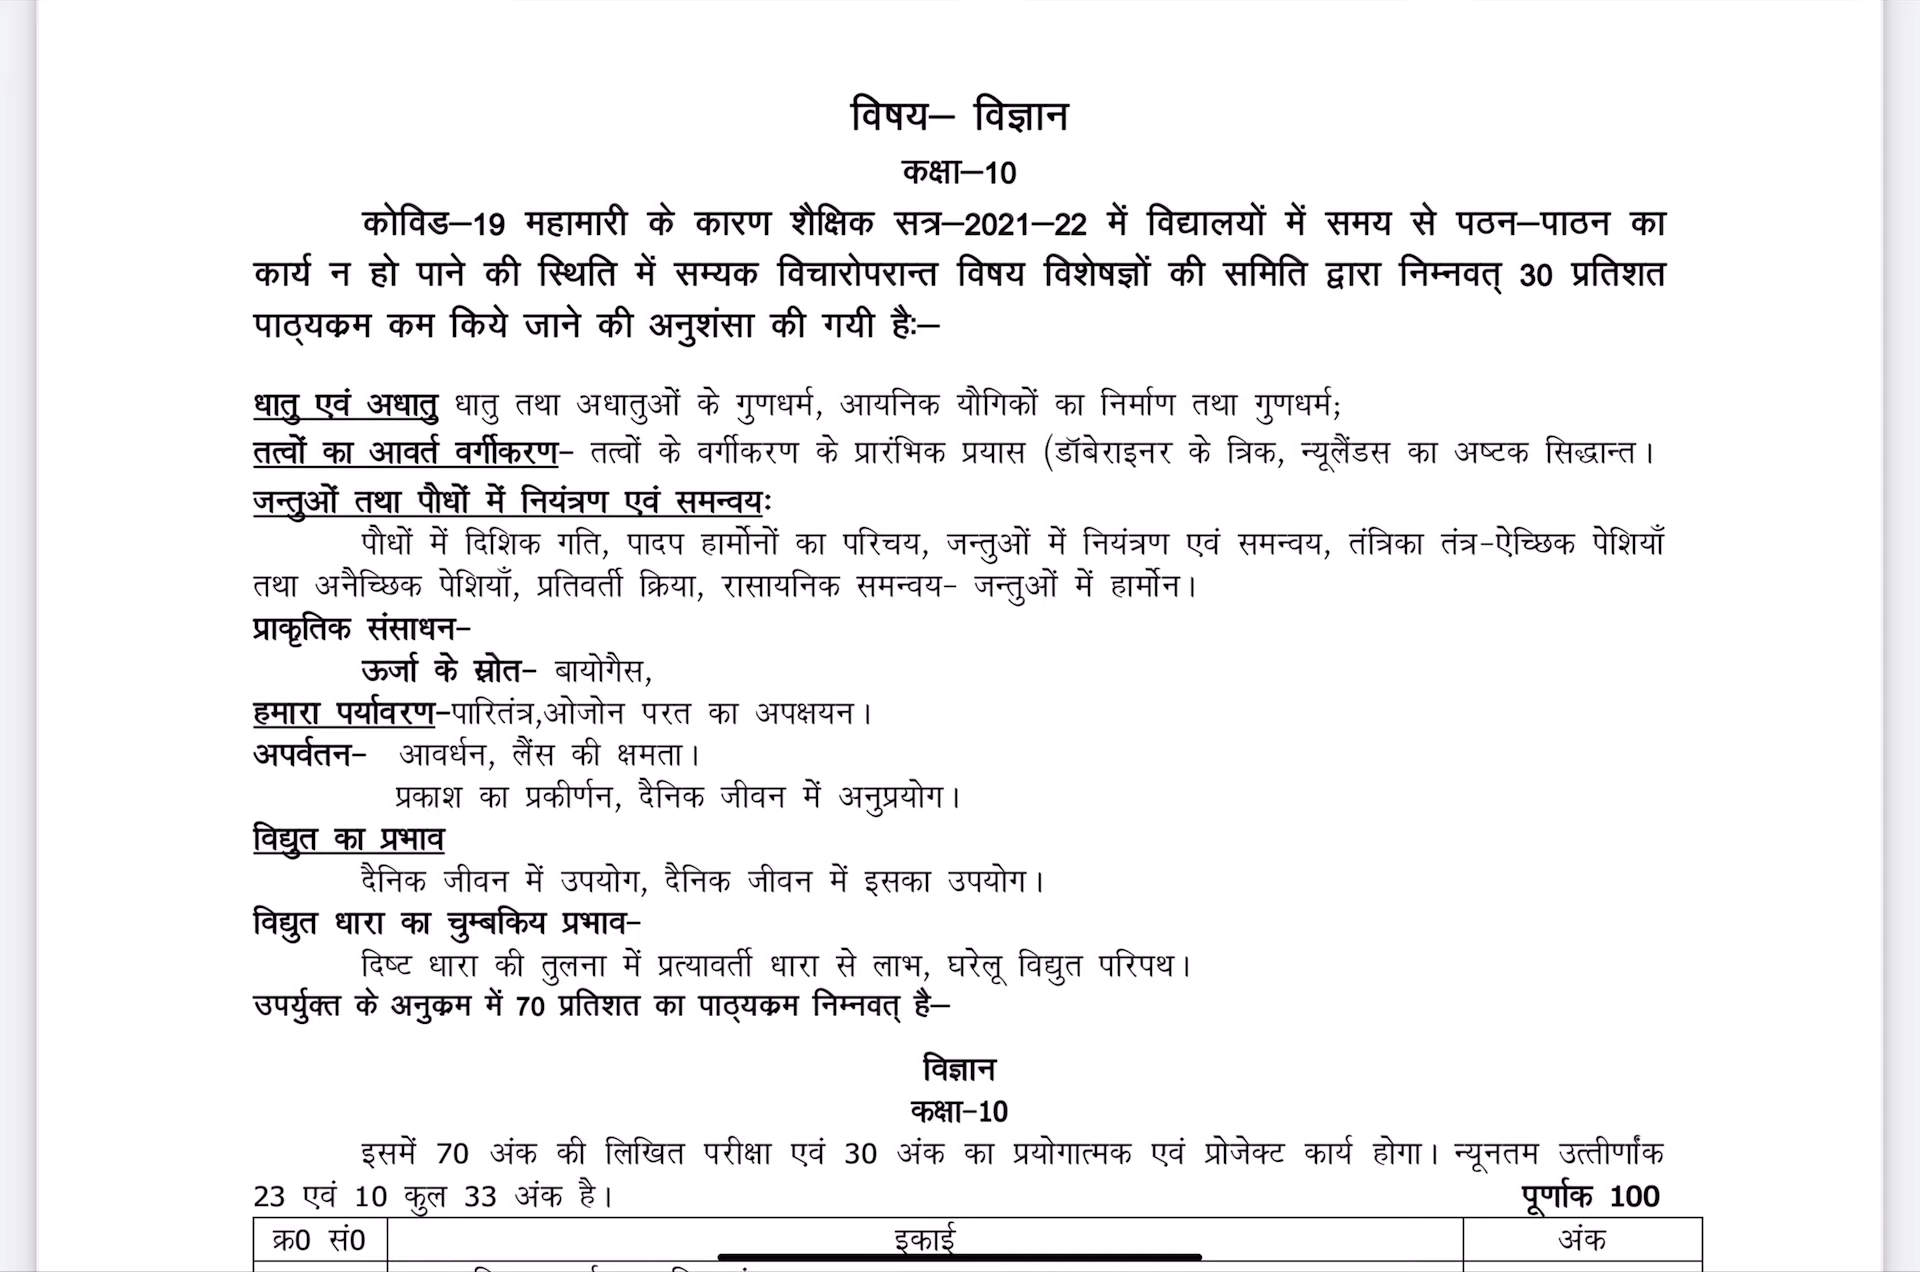 विषय– विज्ञान
कक्षा–10
कोविड–19 महामारी के कारण शैक्षिक सत्र–2021–22 में विद्यालयों में समय से पठन–पाठन का
कार्य न हो पाने की स्थिति में सम्यक विचारोपरान्त विषय विशेषज्ञों की समिति द्वारा निम्नवत् 30 प्रतिशत
पाठ्यक्रम कम किये जाने की अनुशंसा की गयी हैः–
धातु एवं अधातु धातु तथा अधातुओं के गुणधर्म, आयनिक यौगिकों का निर्माण तथा गुणधर्म;
तत्वों का आवर्त वर्गीकरण- तत्वों के वर्गीकरण के प्रारंभिक प्रयास (डॉबेराइनर के त्रिक, न्यूलैंडस का अष्टक सिद्धान्त।
जन्तुओं तथा पौधों में नियंत्रण एवं समन्वयः
पौधों में दिशिक गति, पादप हार्मोनों का परिचय, जन्तुओं में नियंत्रण एवं समन्वय, तंत्रिका तंत्र-ऐच्छिक पेशियाँ
तथा अनैच्छिक पेशियाँ, प्रतिवर्ती क्रिया, रासायनिक समन्वय- जन्तुओं में हार्मोन।
प्राकृतिक संसाधन-
ऊर्जा के स्रोत- बायोगैस,
हमारा पर्यावरण-पारितंत्र,ओजोन परत का अपक्षयन।
अपर्वतन- आवर्धन, लैंस की क्षमता।
प्रकाश का प्रकीर्णन, दैनिक जीवन में अनुप्रयोग।
विद्युत का प्रभाव
दैनिक जीवन में उपयोग, दैनिक जीवन में इसका उपयोग।
विद्युत धारा का चुम्बकिय प्रभाव-
दिष्ट धारा की तुलना में प्रत्यावर्ती धारा से लाभ, घरेलू विद्युत परिपथ।
उपर्युक्त के अनुक्रम में 70 प्रतिशत का पाठ्यक्रम निम्नवत् है–
विज्ञान
कक्षा-10
इसमें 70 अंक की लिखित परीक्षा एवं 30 अंक का प्रयोगात्मक एवं प्रोजेक्ट कार्य होगा। न्यूनतम उत्तीर्णांक
23 एवं 10 कुल 33 अंक है। पूर्णाक 100
क्र0 सं0 इकाई अंक